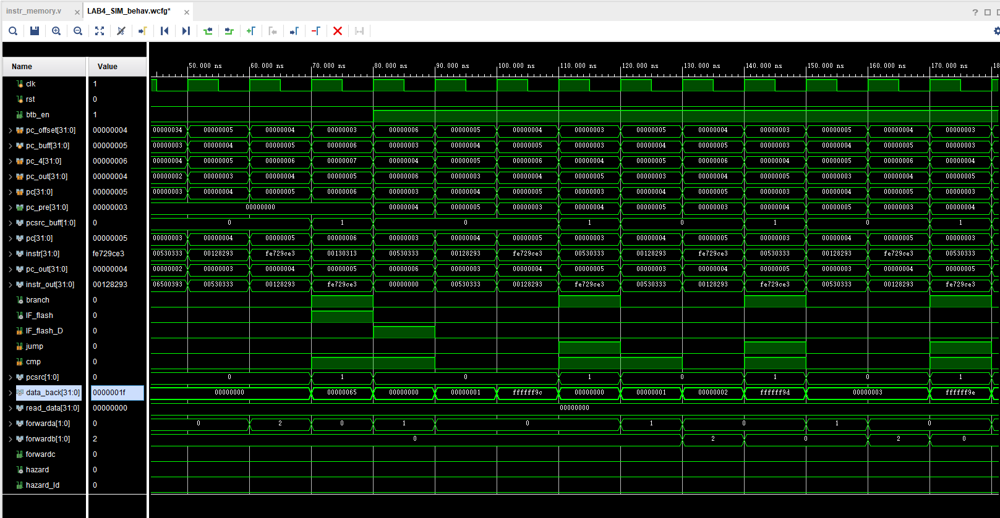 instr_memory.v × LAB4_SIM_behav.wcfg* ×
Name Value
50.000 ns 60.000 ns 70.000 ns 80.000 ns 90.000 ns 100.000 ns 110.000 ns 120.000 ns 130.000 ns 140.000 ns 150.000 ns 160.000 ns 170.000 ns 18
clk 1
rst 0
btb_en 1
pc_offset[31:0] 00000004 00000034 00000005 00000004 00000003 00000006 00000005 00000004 00000003 00000005 00000004 00000003 00000005 00000004 00000003
pc_buff[31:0] 00000005 00000003 00000004 00000005 00000006 00000003 00000004 00000005 00000003 00000004 00000005 00000003 00000004 00000005 00000003
pc_4[31:0] 00000006 00000004 00000005 00000006 00000007 00000004 00000005 00000006 00000004 00000005 00000006 00000004 00000005 00000006 00000004
pc_out[31:0] 00000004 00000002 00000003 00000004 00000005 00000006 00000003 00000004 00000005 00000003 00000004 00000005 00000003 00000004 00000005
pc[31:0] 00000005 00000003 00000004 00000005 00000006 00000003 00000004 00000005 00000003 00000004 00000005 00000003 00000004 00000005 00000003
pc_pre[31:0] 00000003 00000000 00000004 00000005 00000003 00000004 00000005 00000003 00000004 00000005 00000003 00000004
pcsrc_buff[1:0] 0 0 1 0 1 0 1 0 1
pc[31:0] 00000005 00000003 00000004 00000005 00000006 00000003 00000004 00000005 00000003 00000004 00000005 00000003 00000004 00000005 00000003
instr[31:0] fe729ce3 00530333 00128293 fe729ce3 00130313 00530333 00128293 fe729ce3 00530333 00128293 fe729ce3 00530333 00128293 fe729ce3 00530333
pc_out[31:0] 00000004 00000002 00000003 00000004 00000005 00000006 00000003 00000004 00000005 00000003 00000004 00000005 00000003 00000004 00000005
instr_out[31:0] 00128293 06500393 00530333 00128293 fe729ce3 00000000 00530333 00128293 fe729ce3 00530333 00128293 fe729ce3 00530333 00128293 fe729ce3
branch 0
IF_flash 0
IF_flash_D 0
jump 0
cmp 0
pcsrc[1:0] 0 0 1 0 1 0 1 0 1
data_back[31:0] 0000001f 00000000 00000065 00000000 00000001 ffffff9c 00000000 00000001 00000002 ffffff9d 00000003 ffffff9e
read_data[31:0] 00000000 00000000
forwarda[1:0] 0 0 2 0 1 0 1 0 1 0
forwardb[1:0] 2 0 2 0 2 0
forwardc 0
hazard 0
hazard_ld 0